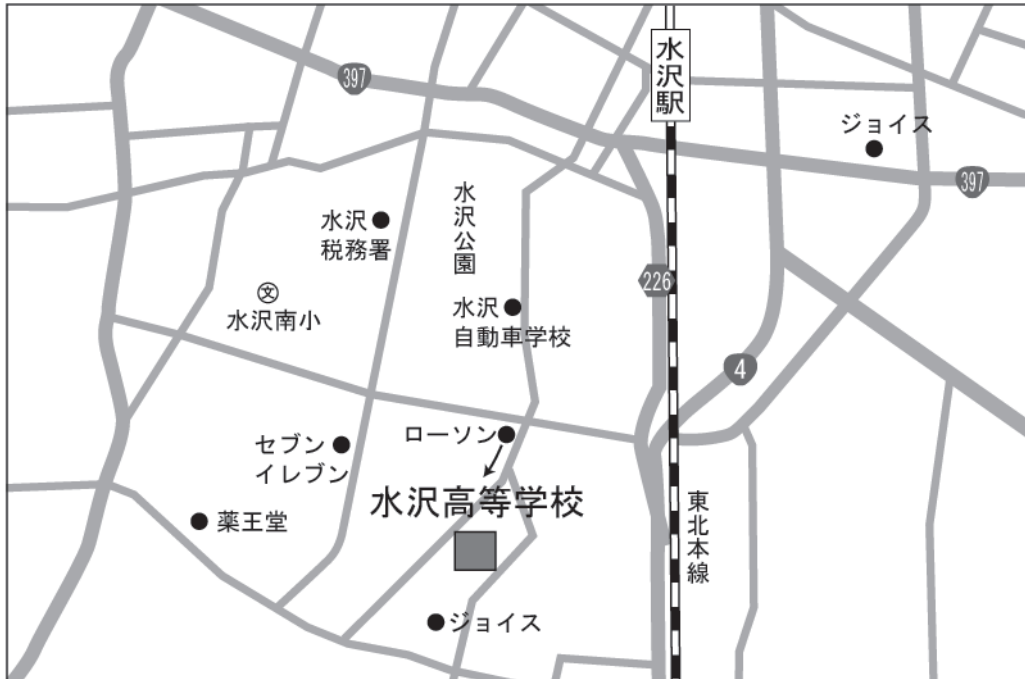 水沢駅
397
ジョイス
397
水沢
税務署
水沢公園
226
文
水沢南小
水沢
自動車学校
4
セブン
イレブン
ローソン
水沢高等学校
薬王堂
東北本線
ジョイス